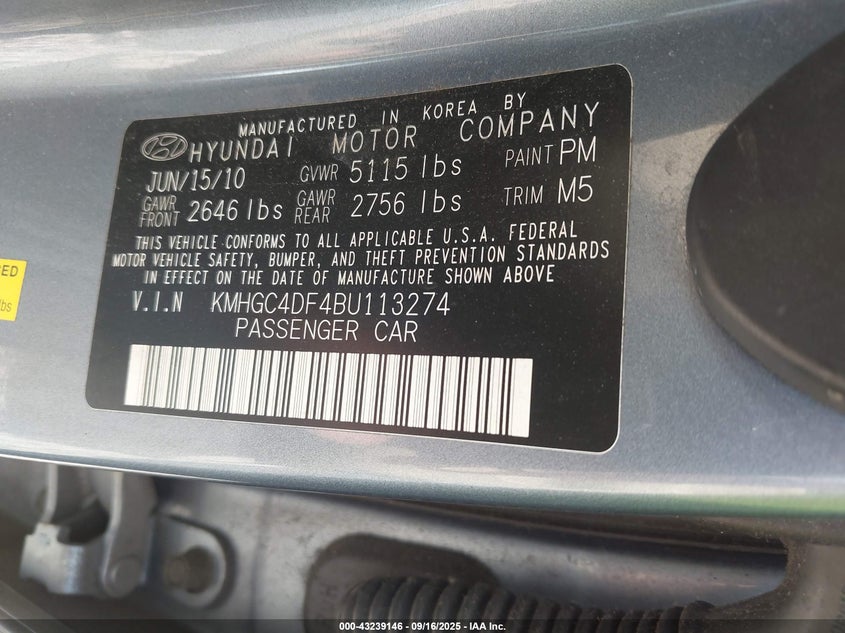 MANUFACTURED IN KOREA BY
HYUNDAI MOTOR COMPANY
JUN/15/10 GVWR 5115 lbs PAINT PM
GAWR FRONT 2646 lbs GAWR REAR 2756 lbs TRIM M5
THIS VEHICLE CONFORMS TO ALL APPLICABLE U.S.A. FEDERAL
MOTOR VEHICLE SAFETY, BUMPER, AND THEFT PREVENTION STANDARDS
IN EFFECT ON THE DATE OF MANUFACTURE SHOWN ABOVE
V.I.N KMHGC4DF4BU113274
PASSENGER CAR
lbs
000-43239146 - 09/16/2025 - IAA Inc.